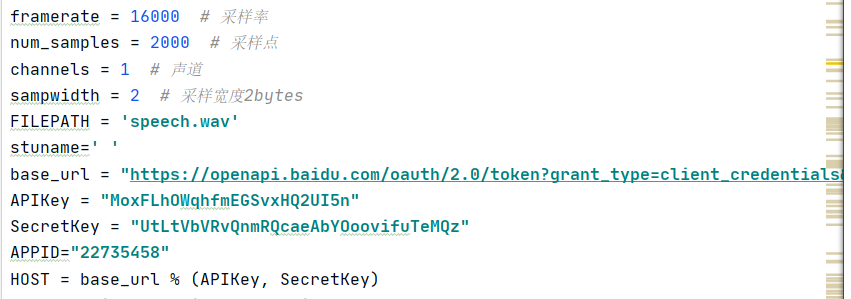 framerate = 16000  # 采样率
num_samples = 2000  # 采样点
channels = 1  # 声道
sampwidth = 2  # 采样宽度2bytes
FILEPATH = 'speech.wav'
stuname=' '
base_url = "https://openapi.baidu.com/oauth/2.0/token?grant_type=client_credentials
APIKey = "MoxFLhOWqhfmEGSvxHQ2UI5n"
SecretKey = "UtLtVbVRvQnmRQcaeAbYOoovifuTeMQz"
APPID="22735458"
HOST = base_url % (APIKey, SecretKey)